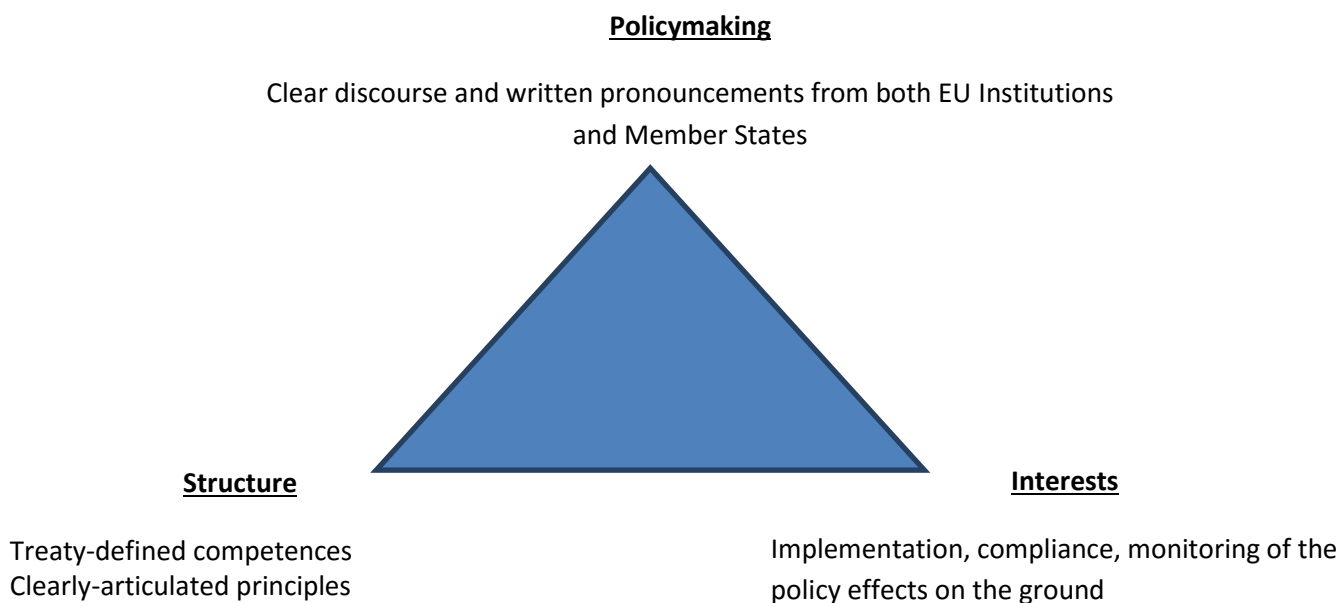 Policymaking
Clear discourse and written pronouncements from both EU Institutions
and Member States
Structure
Treaty-defined competences
Clearly-articulated principles
Interests
Implementation, compliance, monitoring of the
policy effects on the ground